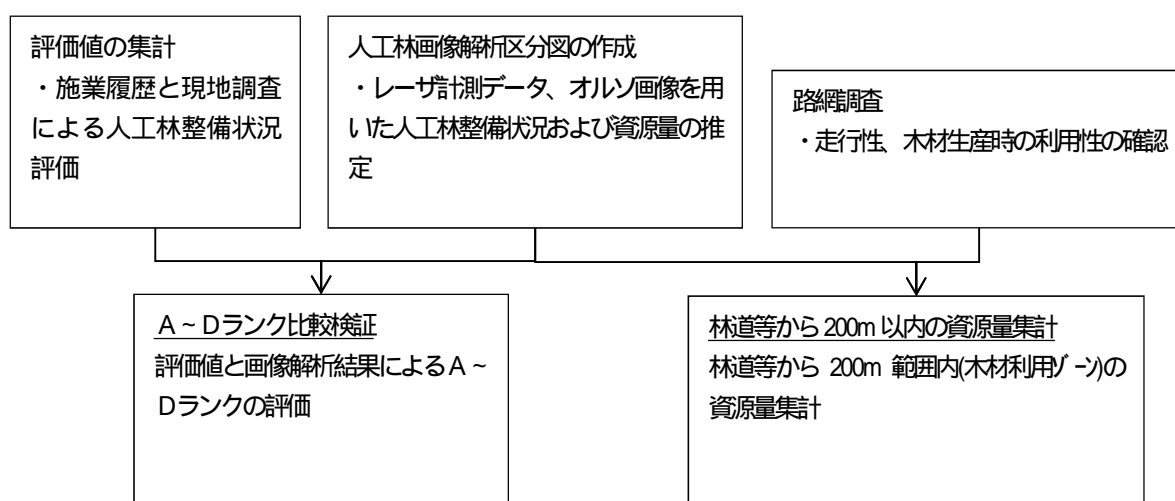 評価値の集計
・施業履歴と現地調査
による人工林整備状況
評価
人工林画像解析区分図の作成
・レーザ計測データ、オルソ画像を用
いた人工林整備状況および資源量の推
定
路網調査
・走行性、木材生産時の利用性の確認
A~Dランク比較検証
評価値と画像解析結果によるA~
Dランクの評価
林道等から200m以内の資源量集計
林道等から 200m 範囲内(木材利用ゾーン)の
資源量集計